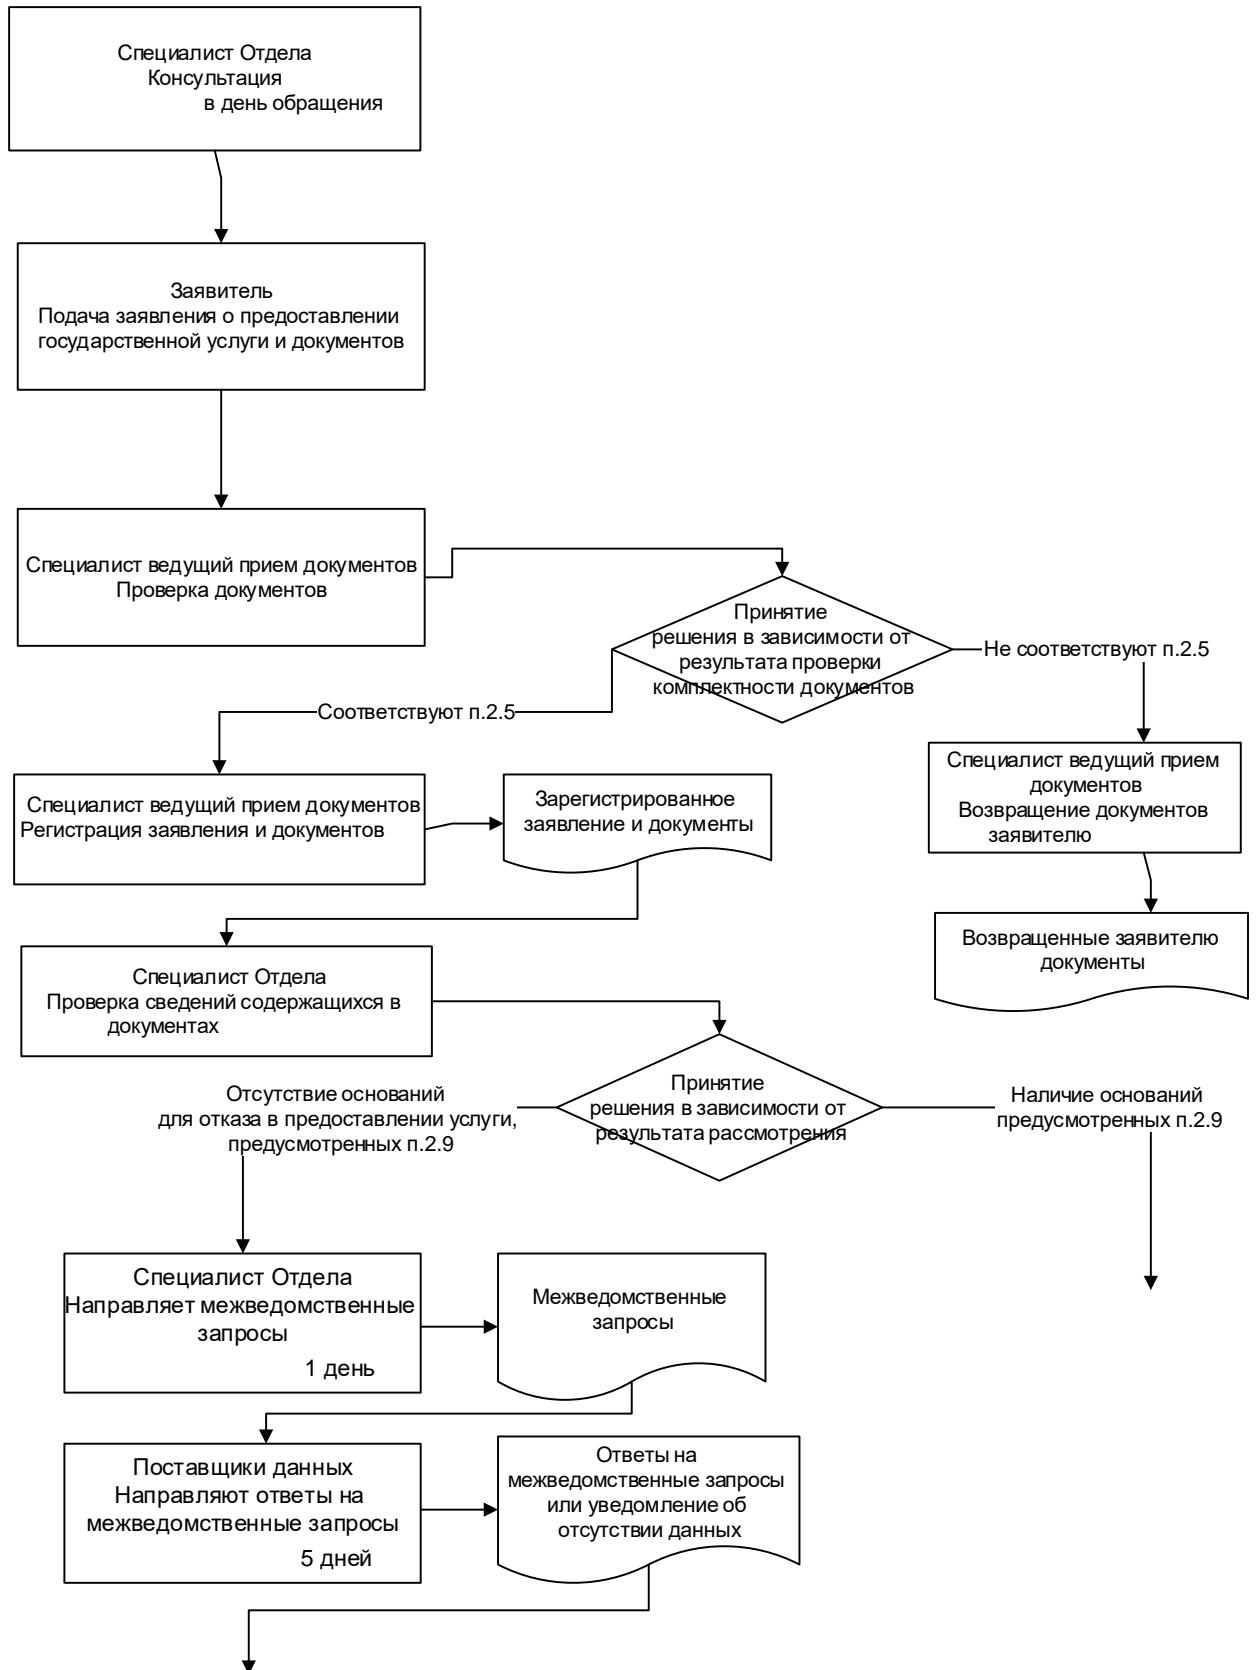 Специалист Отдела
Консультация
в день обращения
Заявитель
Подача заявления о предоставлении
государственной услуги и документов
Специалист ведущий прием документов
Проверка документов
Принятие
решения в зависимости от
результата проверки
комплектности документов
Не соответствуют п.2.5
Соответствуют п.2.5
Специалист ведущий прием
документов
Возвращение документов
заявителю
Специалист ведущий прием документов
Регистрация заявления и документов
Зарегистрированное
заявление и документы
Возвращенные заявителю
документы
Специалист Отдела
Проверка сведений содержащихся в
документах
Принятие
решения в зависимости от
результата рассмотрения
Отсутствие оснований
для отказа в предоставлении услуги,
предусмотренных п.2.9
Наличие оснований
предусмотренных п.2.9
Специалист Отдела
Направляет межведомственные
запросы
1 день
Межведомственные
запросы
Поставщики данных
Направляют ответы на
межведомственные запросы
5 дней
Ответы на
межведомственные запросы
или уведомление об
отсутствии данных